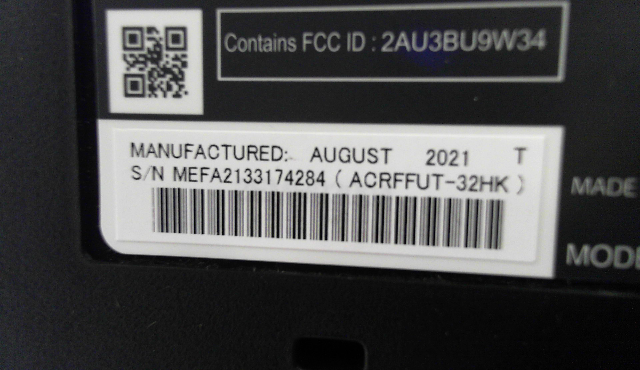 Contains FCC ID : 2AU3BU9W34
MANUFACTURED: AUGUST 2021 T
S/N MEFA2133174284 ( ACRFFUT-32HK )
MADE
MODE